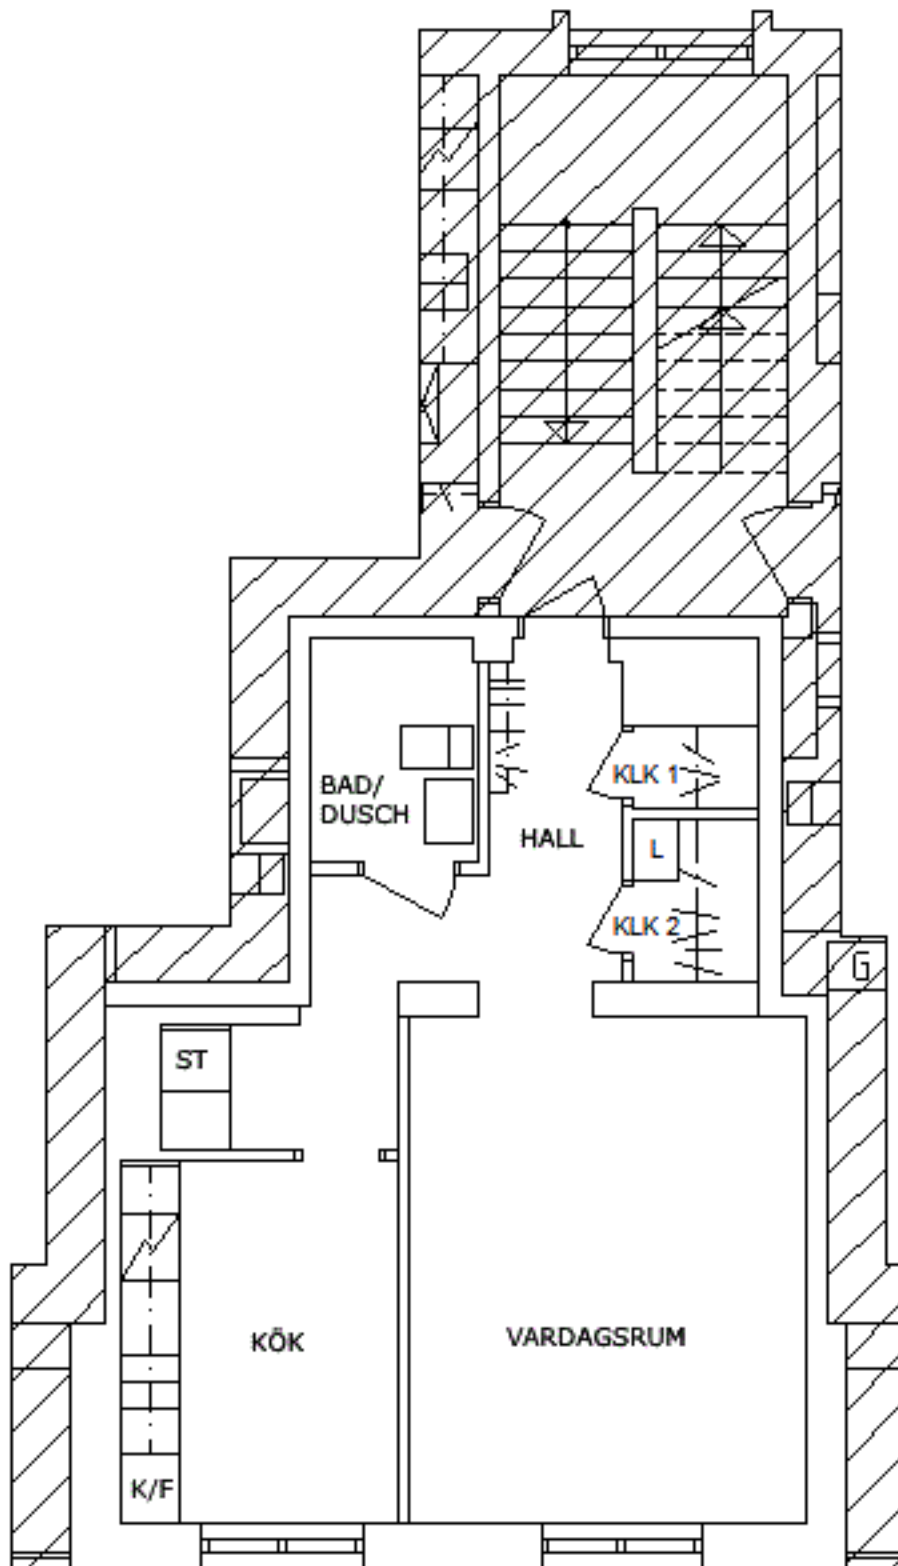 BAD/
DUSCH
KLK 1
HALL
L
KLK 2
G
ST
KÖK
VARDAGSRUM
K/F